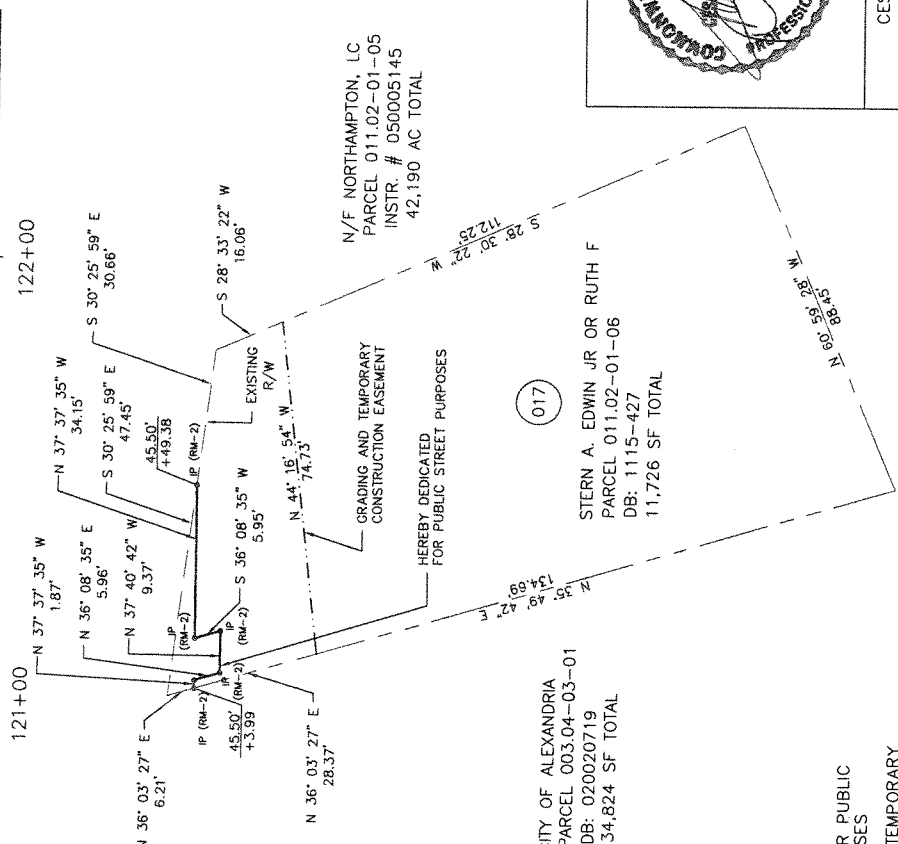 121+00
122+00
N 37° 37' 35" W
1.87'
N 36° 08' 35" E
5.96'
N 37° 40' 42" W
9.37'
N 37° 37' 35" W
34.15'
S 30° 25' 59" E
47.45'
45.50'
+49.38
S 30° 25' 59" E
30.66'
S 28° 33' 22" W
16.06'
EXISTING
R/W
IP (RM-2)
IP
(RM-2)
IP
(RM-2)
IP
(RM-2)
IP (RM-2)
N 36° 03' 27" E
6.21'
45.50'
+3.99
S 36° 08' 35" W
5.95'
N 44° 16' 54" W
74.73'
N 36° 03' 27" E
28.37'
GRADING AND TEMPORARY
CONSTRUCTION EASEMENT
HEREBY DEDICATED
FOR PUBLIC STREET PURPOSES
N/F NORTHAMPTON, LC
PARCEL 011.02-01-05
INSTR. # 050005145
42,190 AC TOTAL
S 28° 30' 22" W
112.25'
N 35° 49' 42" E
134.69'
017
STERN A. EDWIN JR OR RUTH F
PARCEL 011.02-01-06
DB: 1115-427
11,726 SF TOTAL
N 60° 59' 28" W
88.45'
ITY OF ALEXANDRIA
PARCEL 003.04-03-01
DB: 020020719
34,824 SF TOTAL
R PUBLIC
SES
TEMPORARY
COMMONW
PROFESSIO
CES